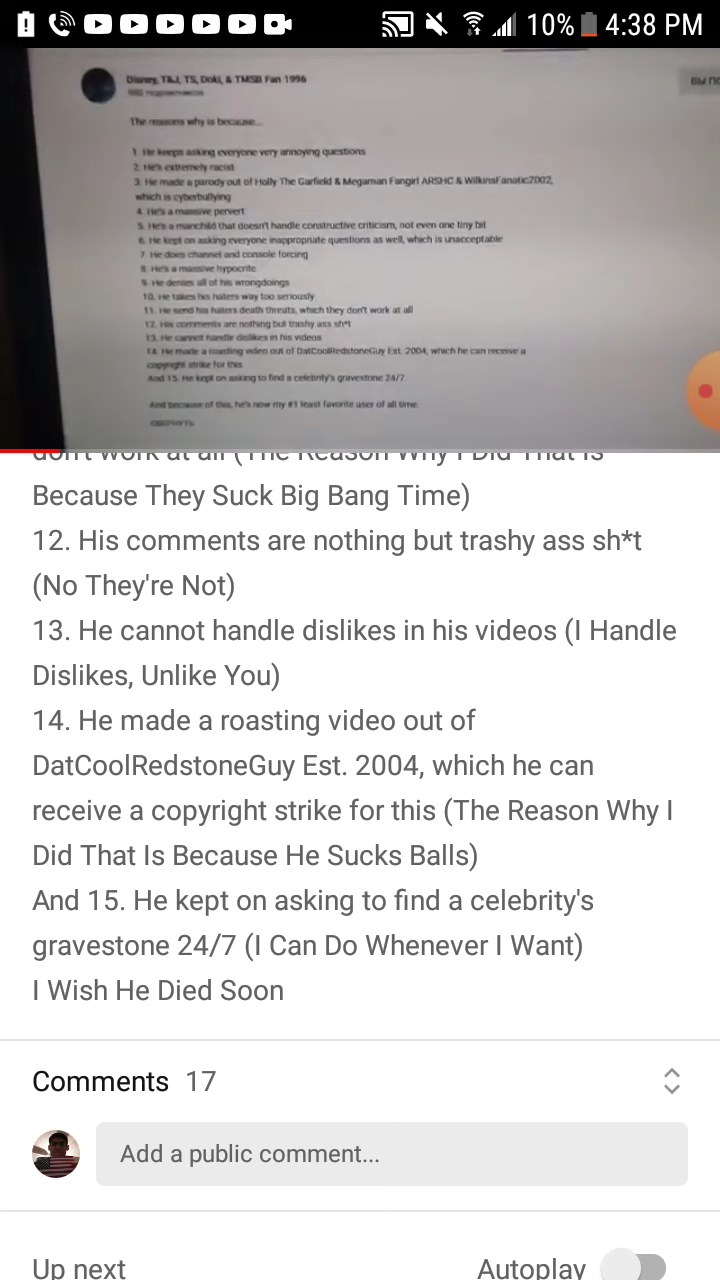 10% 4:38 PM
Disney, T&J, TS, Doki, & TMSB Fan 1996
The reasons why is because...
1. He keeps asking everyone very annoying questions
2. He's extremely racist
3. He made a parody out of Holly The Garfield & Megaman Fangirl ARSHC & WilkinsFanatic2002,
which is cyberbullying
4. He's a massive pervert
5. He's a manchild that doesn't handle constructive criticism, not even one tiny bit
6. He kept on asking everyone inappropriate questions as well, which is unacceptable
7. He does channel and console forcing
8. He's a massive hypocrite
9. He denies all of his wrongdoings
10. He takes his haters way too seriously
11. He send his haters death threats, which they don't work at all
12. His comments are nothing but trashy ass sh*t
13. He cannot handle dislikes in his videos
14. He made a roasting video out of DatCoolRedstoneGuy Est. 2004, which he can receive a
copyright strike for this
And 15. He kept on asking to find a celebrity's gravestone 24/7
And because of this, he's now my #1 least favorite user of all time.
don't work at all (The Reason Why I Did That Is
Because They Suck Big Bang Time)
12. His comments are nothing but trashy ass sh*t
(No They're Not)
13. He cannot handle dislikes in his videos (I Handle
Dislikes, Unlike You)
14. He made a roasting video out of
DatCoolRedstoneGuy Est. 2004, which he can
receive a copyright strike for this (The Reason Why I
Did That Is Because He Sucks Balls)
And 15. He kept on asking to find a celebrity's
gravestone 24/7 (I Can Do Whenever I Want)
I Wish He Died Soon
Comments 17
Add a public comment...
Up next Autoplay